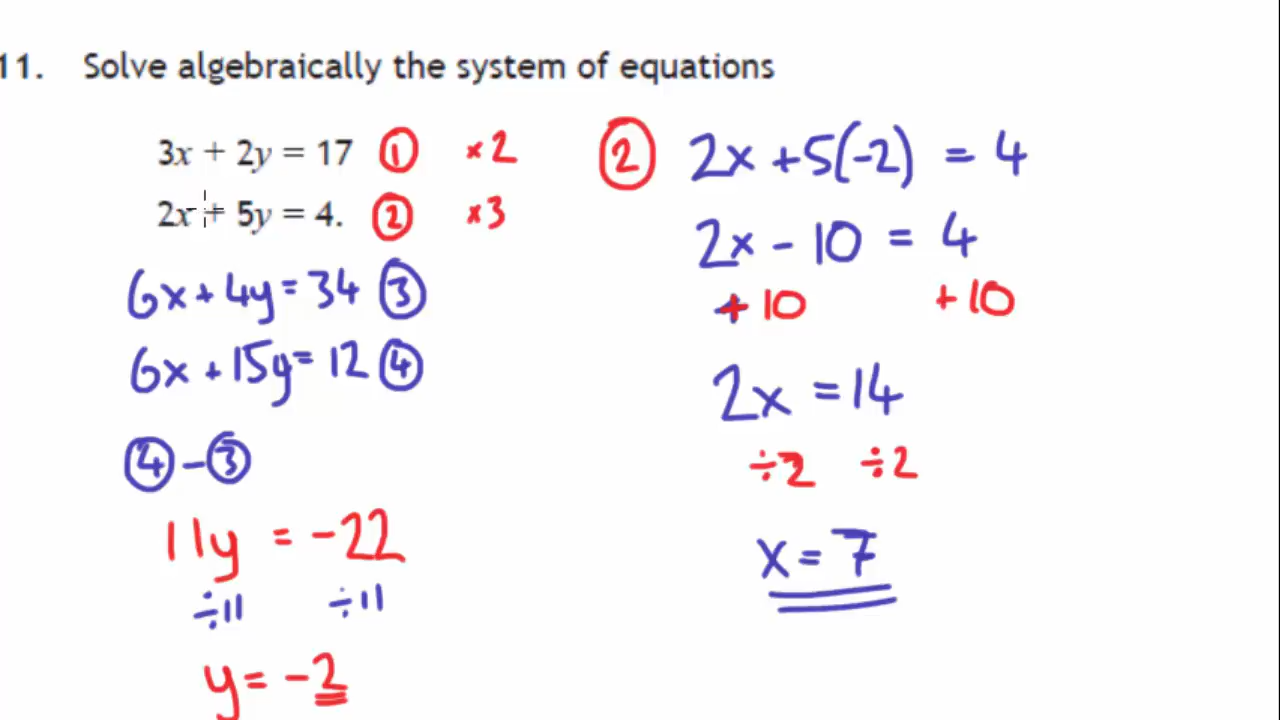 11. Solve algebraically the system of equations
3x + 2y = 17 ① ×2
2x + 5y = 4. ② ×3
6x + 4y = 34 ③
6x + 15y = 12 ④
④ - ③
11y = -22
÷11 ÷11
y = -2
② 2x + 5(-2) = 4
2x - 10 = 4
+10 +10
2x = 14
÷2 ÷2
x = 7